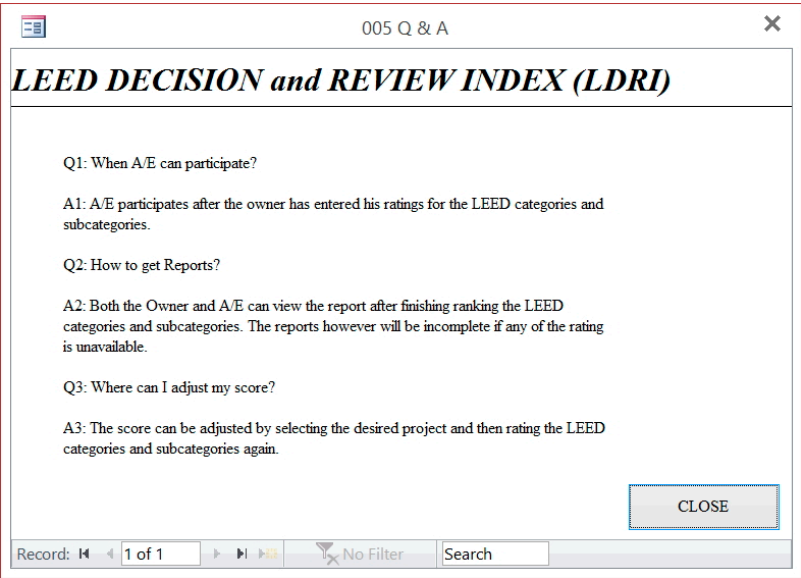 005 Q & A
LEED DECISION and REVIEW INDEX (LDRI)
Q1: When A/E can participate?
A1: A/E participates after the owner has entered his ratings for the LEED categories and
subcategories.
Q2: How to get Reports?
A2: Both the Owner and A/E can view the report after finishing ranking the LEED
categories and subcategories. The reports however will be incomplete if any of the rating
is unavailable.
Q3: Where can I adjust my score?
A3: The score can be adjusted by selecting the desired project and then rating the LEED
categories and subcategories again.
CLOSE
Record: 1 of 1 No Filter Search